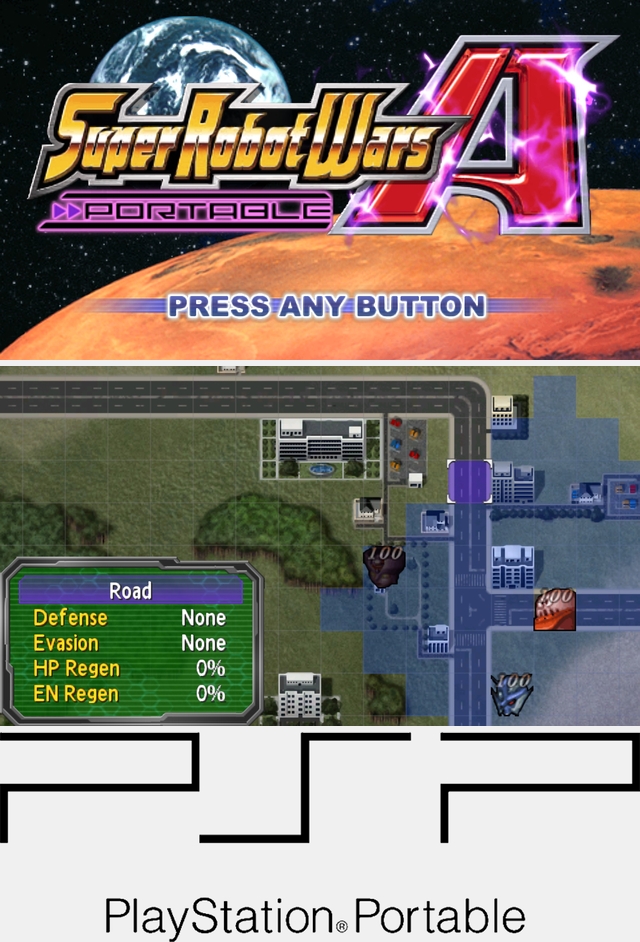 Super Robot Wars A
PORTABLE
PRESS ANY BUTTON
100
Road
Defense None
Evasion None
HP Regen 0%
EN Regen 0%
100
100
PSP
PlayStation® Portable